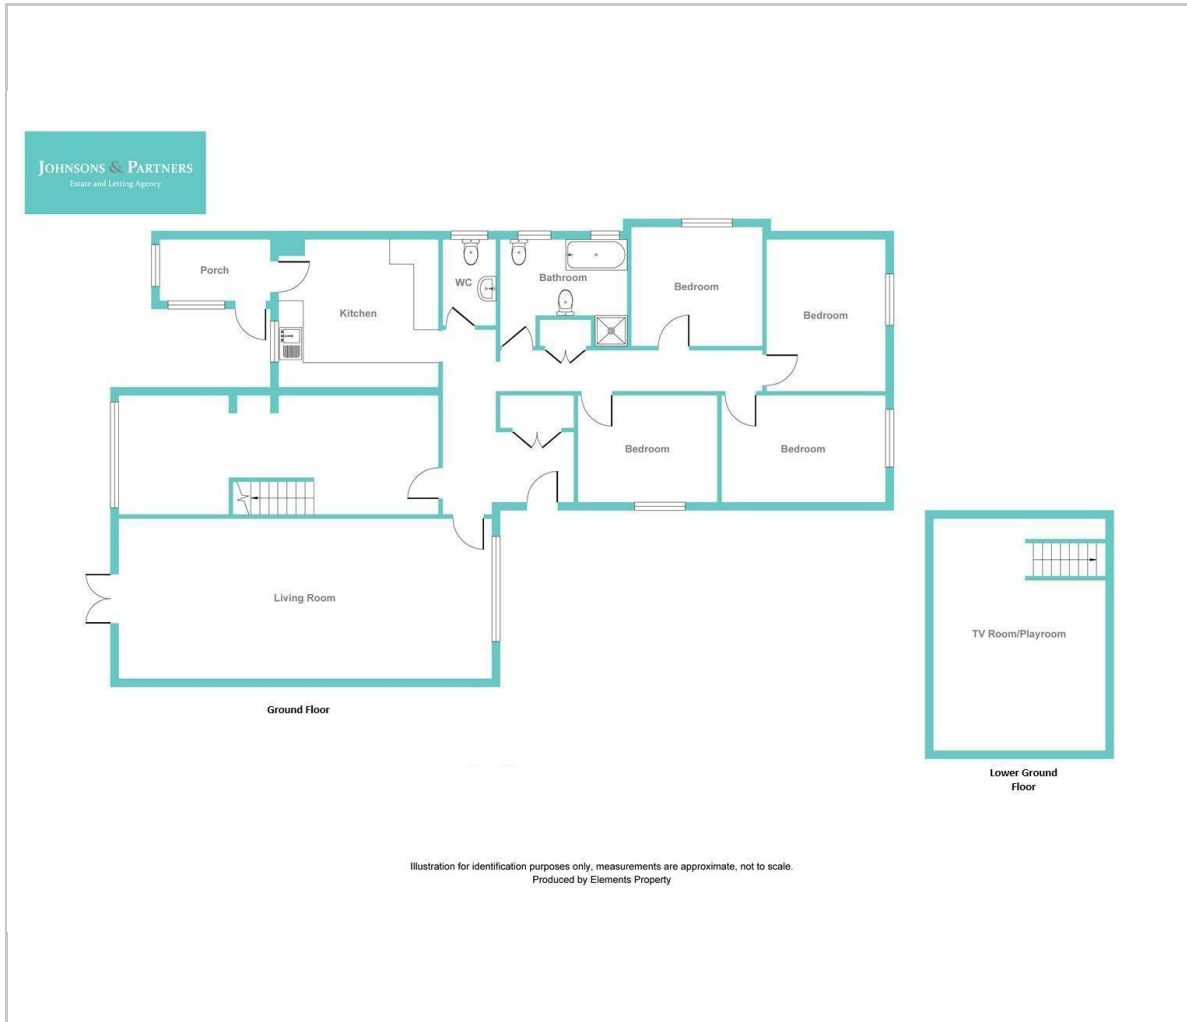 JOHNSONS & PARTNERS
Estate and Letting Agency
Porch
Kitchen
WC
Bathroom
Bedroom
Bedroom
Bedroom
Bedroom
Living Room
Ground Floor
TV Room/Playroom
Lower Ground
Floor
Illustration for identification purposes only, measurements are approximate, not to scale.
Produced by Elements Property